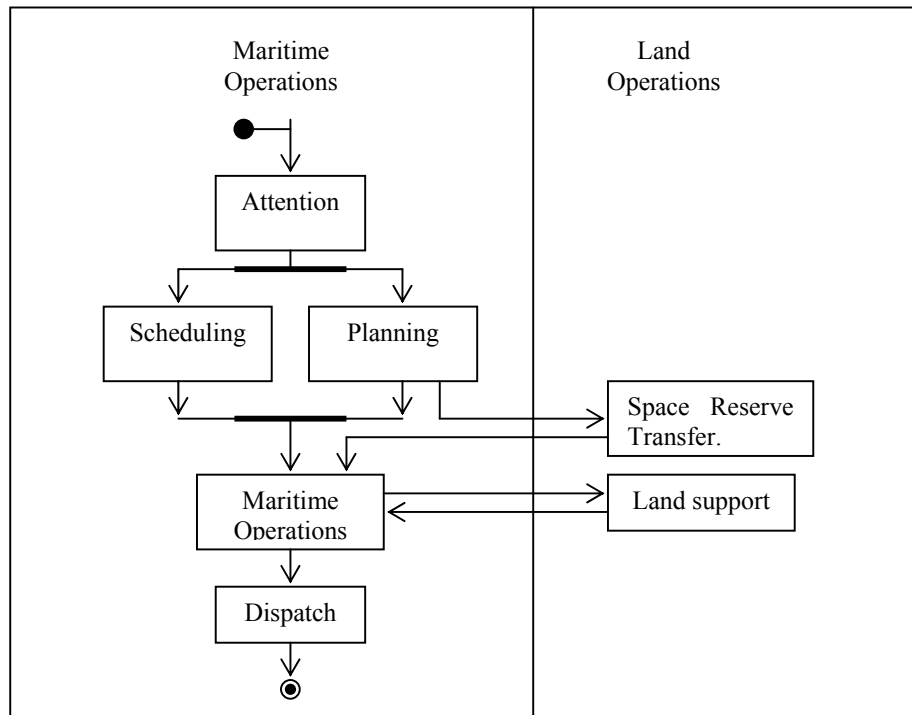 Maritime
Operations
Land
Operations
Attention
Scheduling
Planning
Space Reserve
Transfer.
Maritime
Operations
Land support
Dispatch